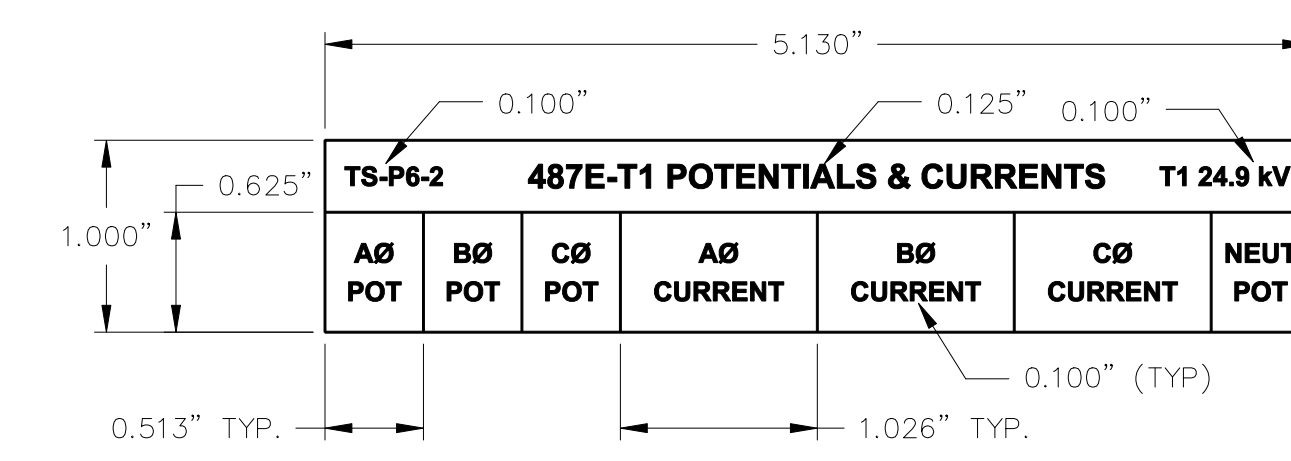 5.130”
0.100” 0.125” 0.100”
TS-P6-2 487E-T1 POTENTIALS & CURRENTS T1 24.9 kV
0.625”
1.000”
AØ BØ CØ AØ BØ CØ NEUT
POT POT POT CURRENT CURRENT CURRENT POT
0.100” (TYP)
0.513” TYP. 1.026” TYP.